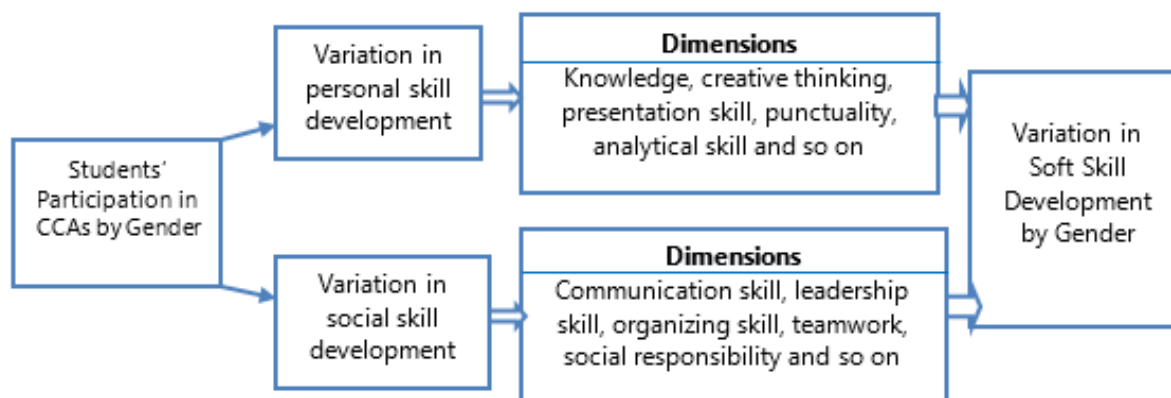 Students'
Participation in
CCAs by Gender
Variation in
personal skill
development
Dimensions
Knowledge, creative thinking,
presentation skill, punctuality,
analytical skill and so on
Variation in
social skill
development
Dimensions
Communication skill, leadership
skill, organizing skill, teamwork,
social responsibility and so on
Variation in
Soft Skill
Development
by Gender